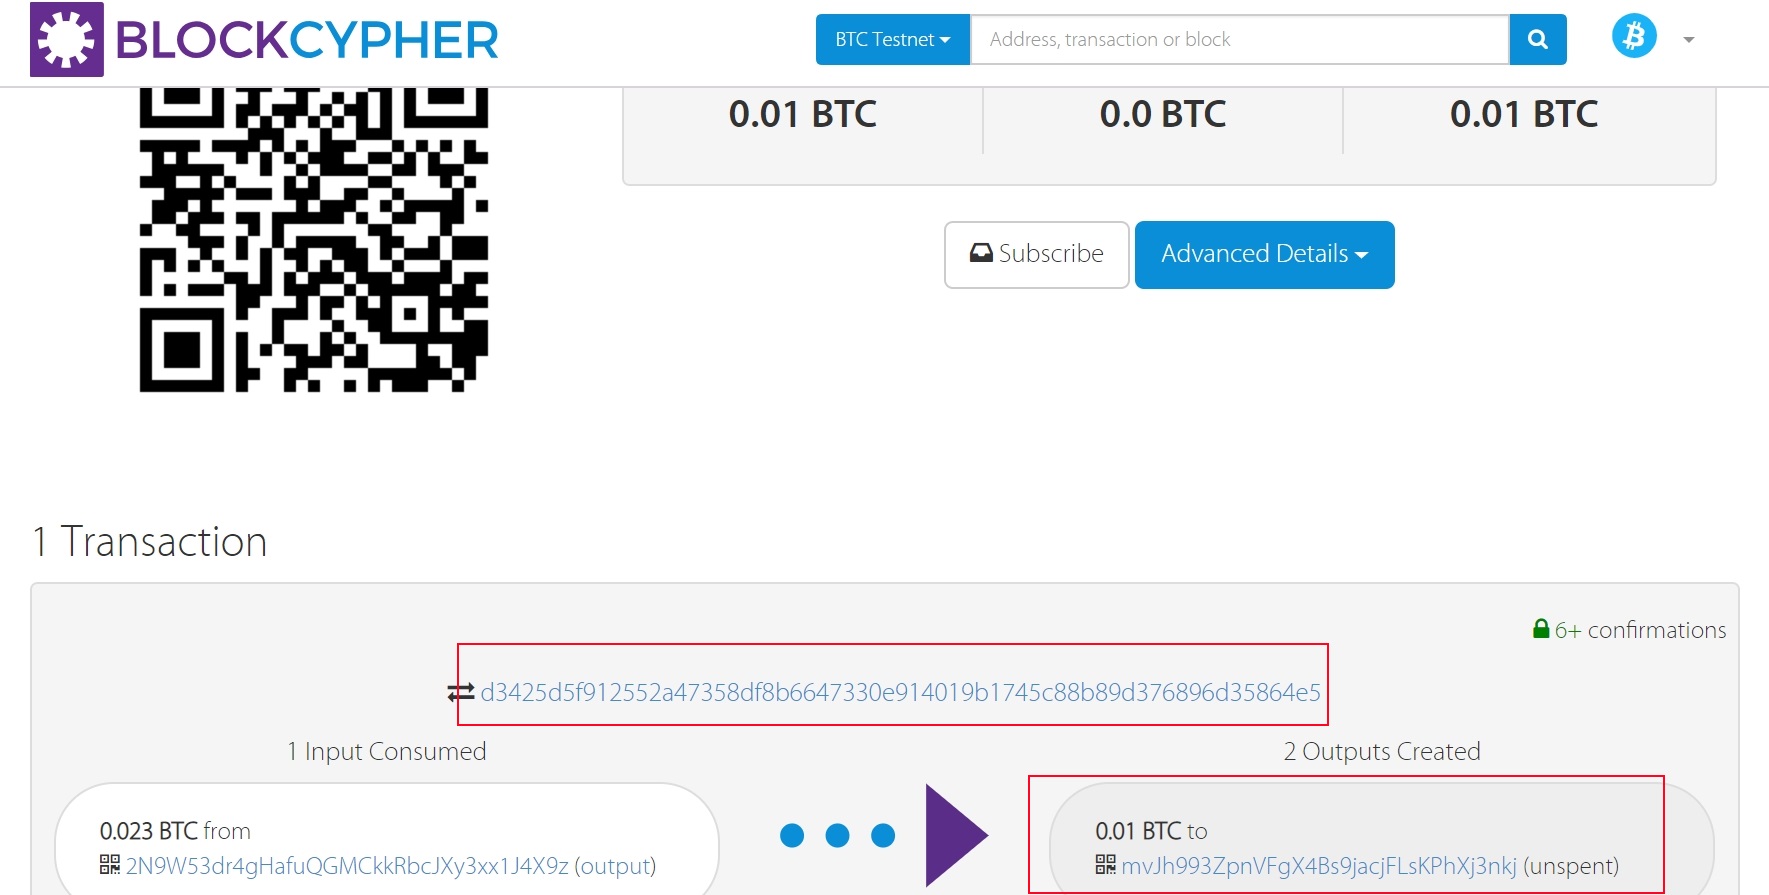 BLOCKCYPHER
BTC Testnet
Address, transaction or block
0.01 BTC
0.0 BTC
0.01 BTC
Subscribe
Advanced Details
1 Transaction
6+ confirmations
d3425d5f912552a47358df8b6647330e914019b1745c88b89d376896d35864e5
1 Input Consumed
2 Outputs Created
0.023 BTC from
2N9W53dr4gHafuQGMCkkRbcJXy3xx1J4X9z (output)
0.01 BTC to
mvJh993ZpnVFgX4Bs9jacjFLsKPhXj3nkj (unspent)